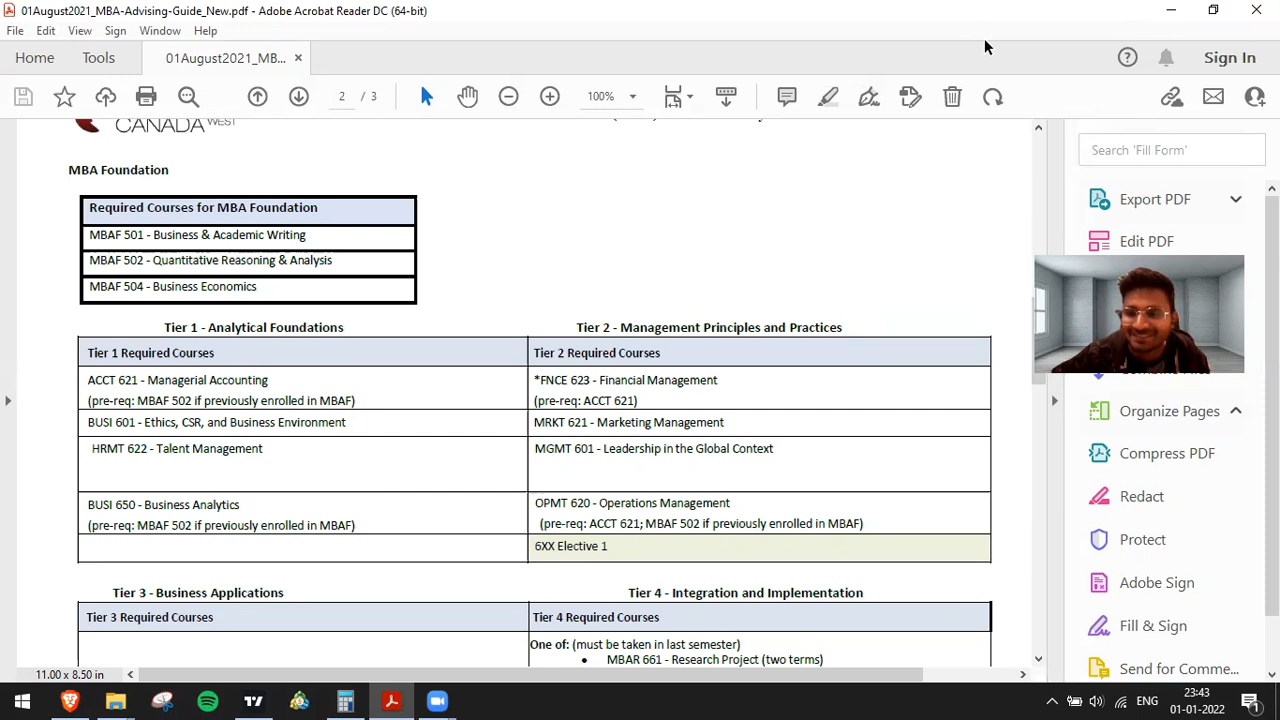 01August2021_MBA-Advising-Guide_New.pdf - Adobe Acrobat Reader DC (64-bit)
File Edit View Sign Window Help
Home Tools 01August2021_MB... × Sign In
2 / 3 100%
CANADA WEST
Search 'Fill Form'
MBA Foundation
Export PDF
Required Courses for MBA Foundation
MBAF 501 - Business & Academic Writing
Edit PDF
MBAF 502 - Quantitative Reasoning & Analysis
MBAF 504 - Business Economics
Tier 1 - Analytical Foundations Tier 2 - Management Principles and Practices
Tier 1 Required Courses Tier 2 Required Courses
ACCT 621 - Managerial Accounting *FNCE 623 - Financial Management
(pre-req: MBAF 502 if previously enrolled in MBAF) (pre-req: ACCT 621)
BUSI 601 - Ethics, CSR, and Business Environment MRKT 621 - Marketing Management
HRMT 622 - Talent Management MGMT 601 - Leadership in the Global Context
BUSI 650 - Business Analytics OPMT 620 - Operations Management
(pre-req: MBAF 502 if previously enrolled in MBAF) (pre-req: ACCT 621; MBAF 502 if previously enrolled in MBAF)
6XX Elective 1
Tier 3 - Business Applications Tier 4 - Integration and Implementation
Tier 3 Required Courses Tier 4 Required Courses
One of: (must be taken in last semester)
• MBAR 661 - Research Project (two terms)
Organize Pages
Compress PDF
Redact
Protect
Adobe Sign
Fill & Sign
Send for Comme...
11.00 x 8.50 in
ENG 23:43
01-01-2022